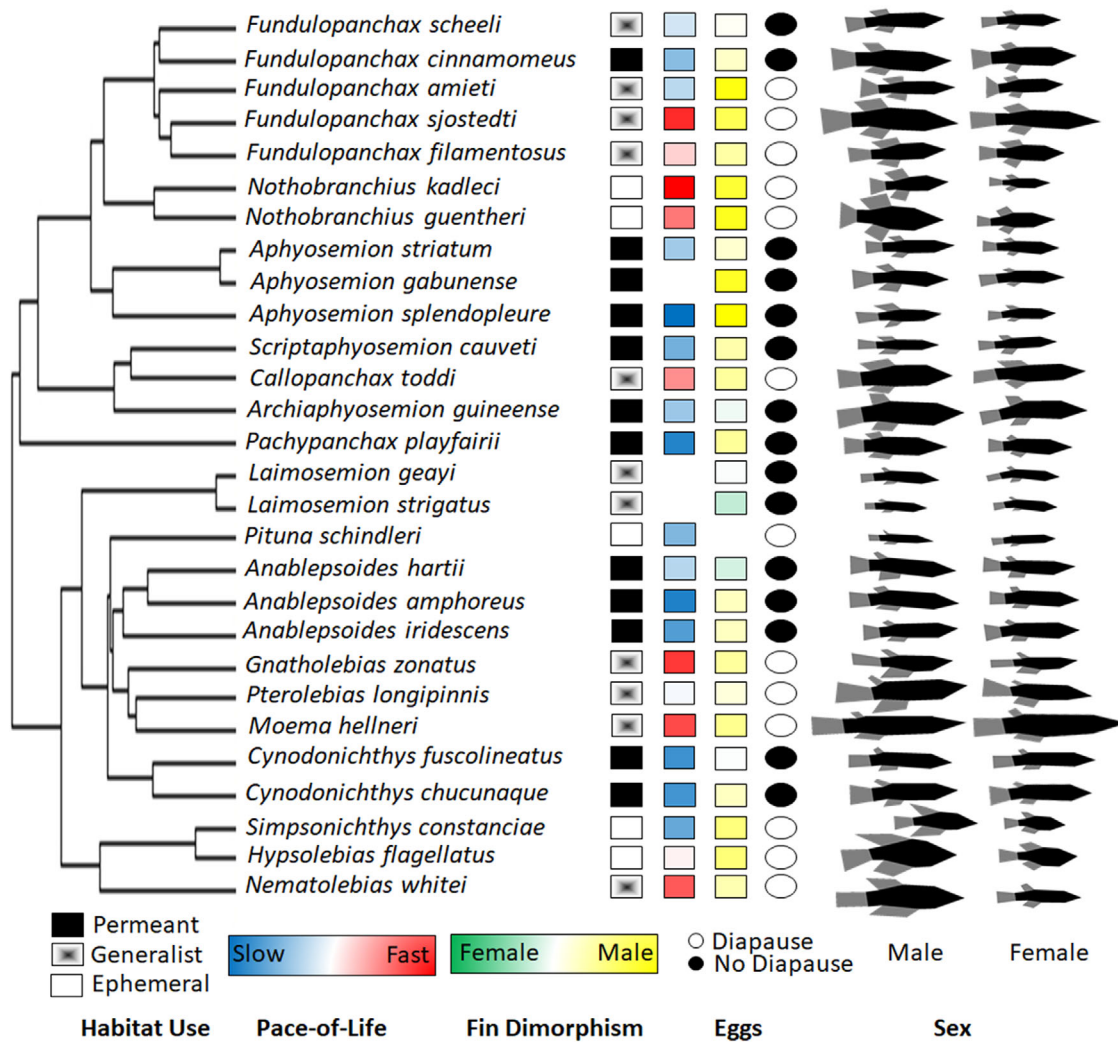 Fundulopanchax scheeli
Fundulopanchax cinnamomeus
Fundulopanchax amieti
Fundulopanchax sjostedti
Fundulopanchax filamentosus
Nothobranchius kadleci
Nothobranchius guentheri
Aphyosemion striatum
Aphyosemion gabunense
Aphyosemion splendopleure
Scriptaphyosemion cauveti
Callopanchax toddi
Archiaphyosemion guineense
Pachypanchax playfairii
Laimosemion geayi
Laimosemion strigatus
Pituna schindleri
Anablepsoides hartii
Anablepsoides amphoreus
Anablepsoides iridescens
Gnatholebias zonatus
Pterolebias longipinnis
Moema hellneri
Cynodonichthys fuscolineatus
Cynodonichthys chucunaque
Simpsonichthys constanciae
Hypsolebias flagellatus
Nematolebias whitei
Permeant
Generalist
Ephemeral
Slow Fast
Female Male
Diapause
No Diapause
Male Female
Habitat Use Pace-of-Life Fin Dimorphism Eggs Sex